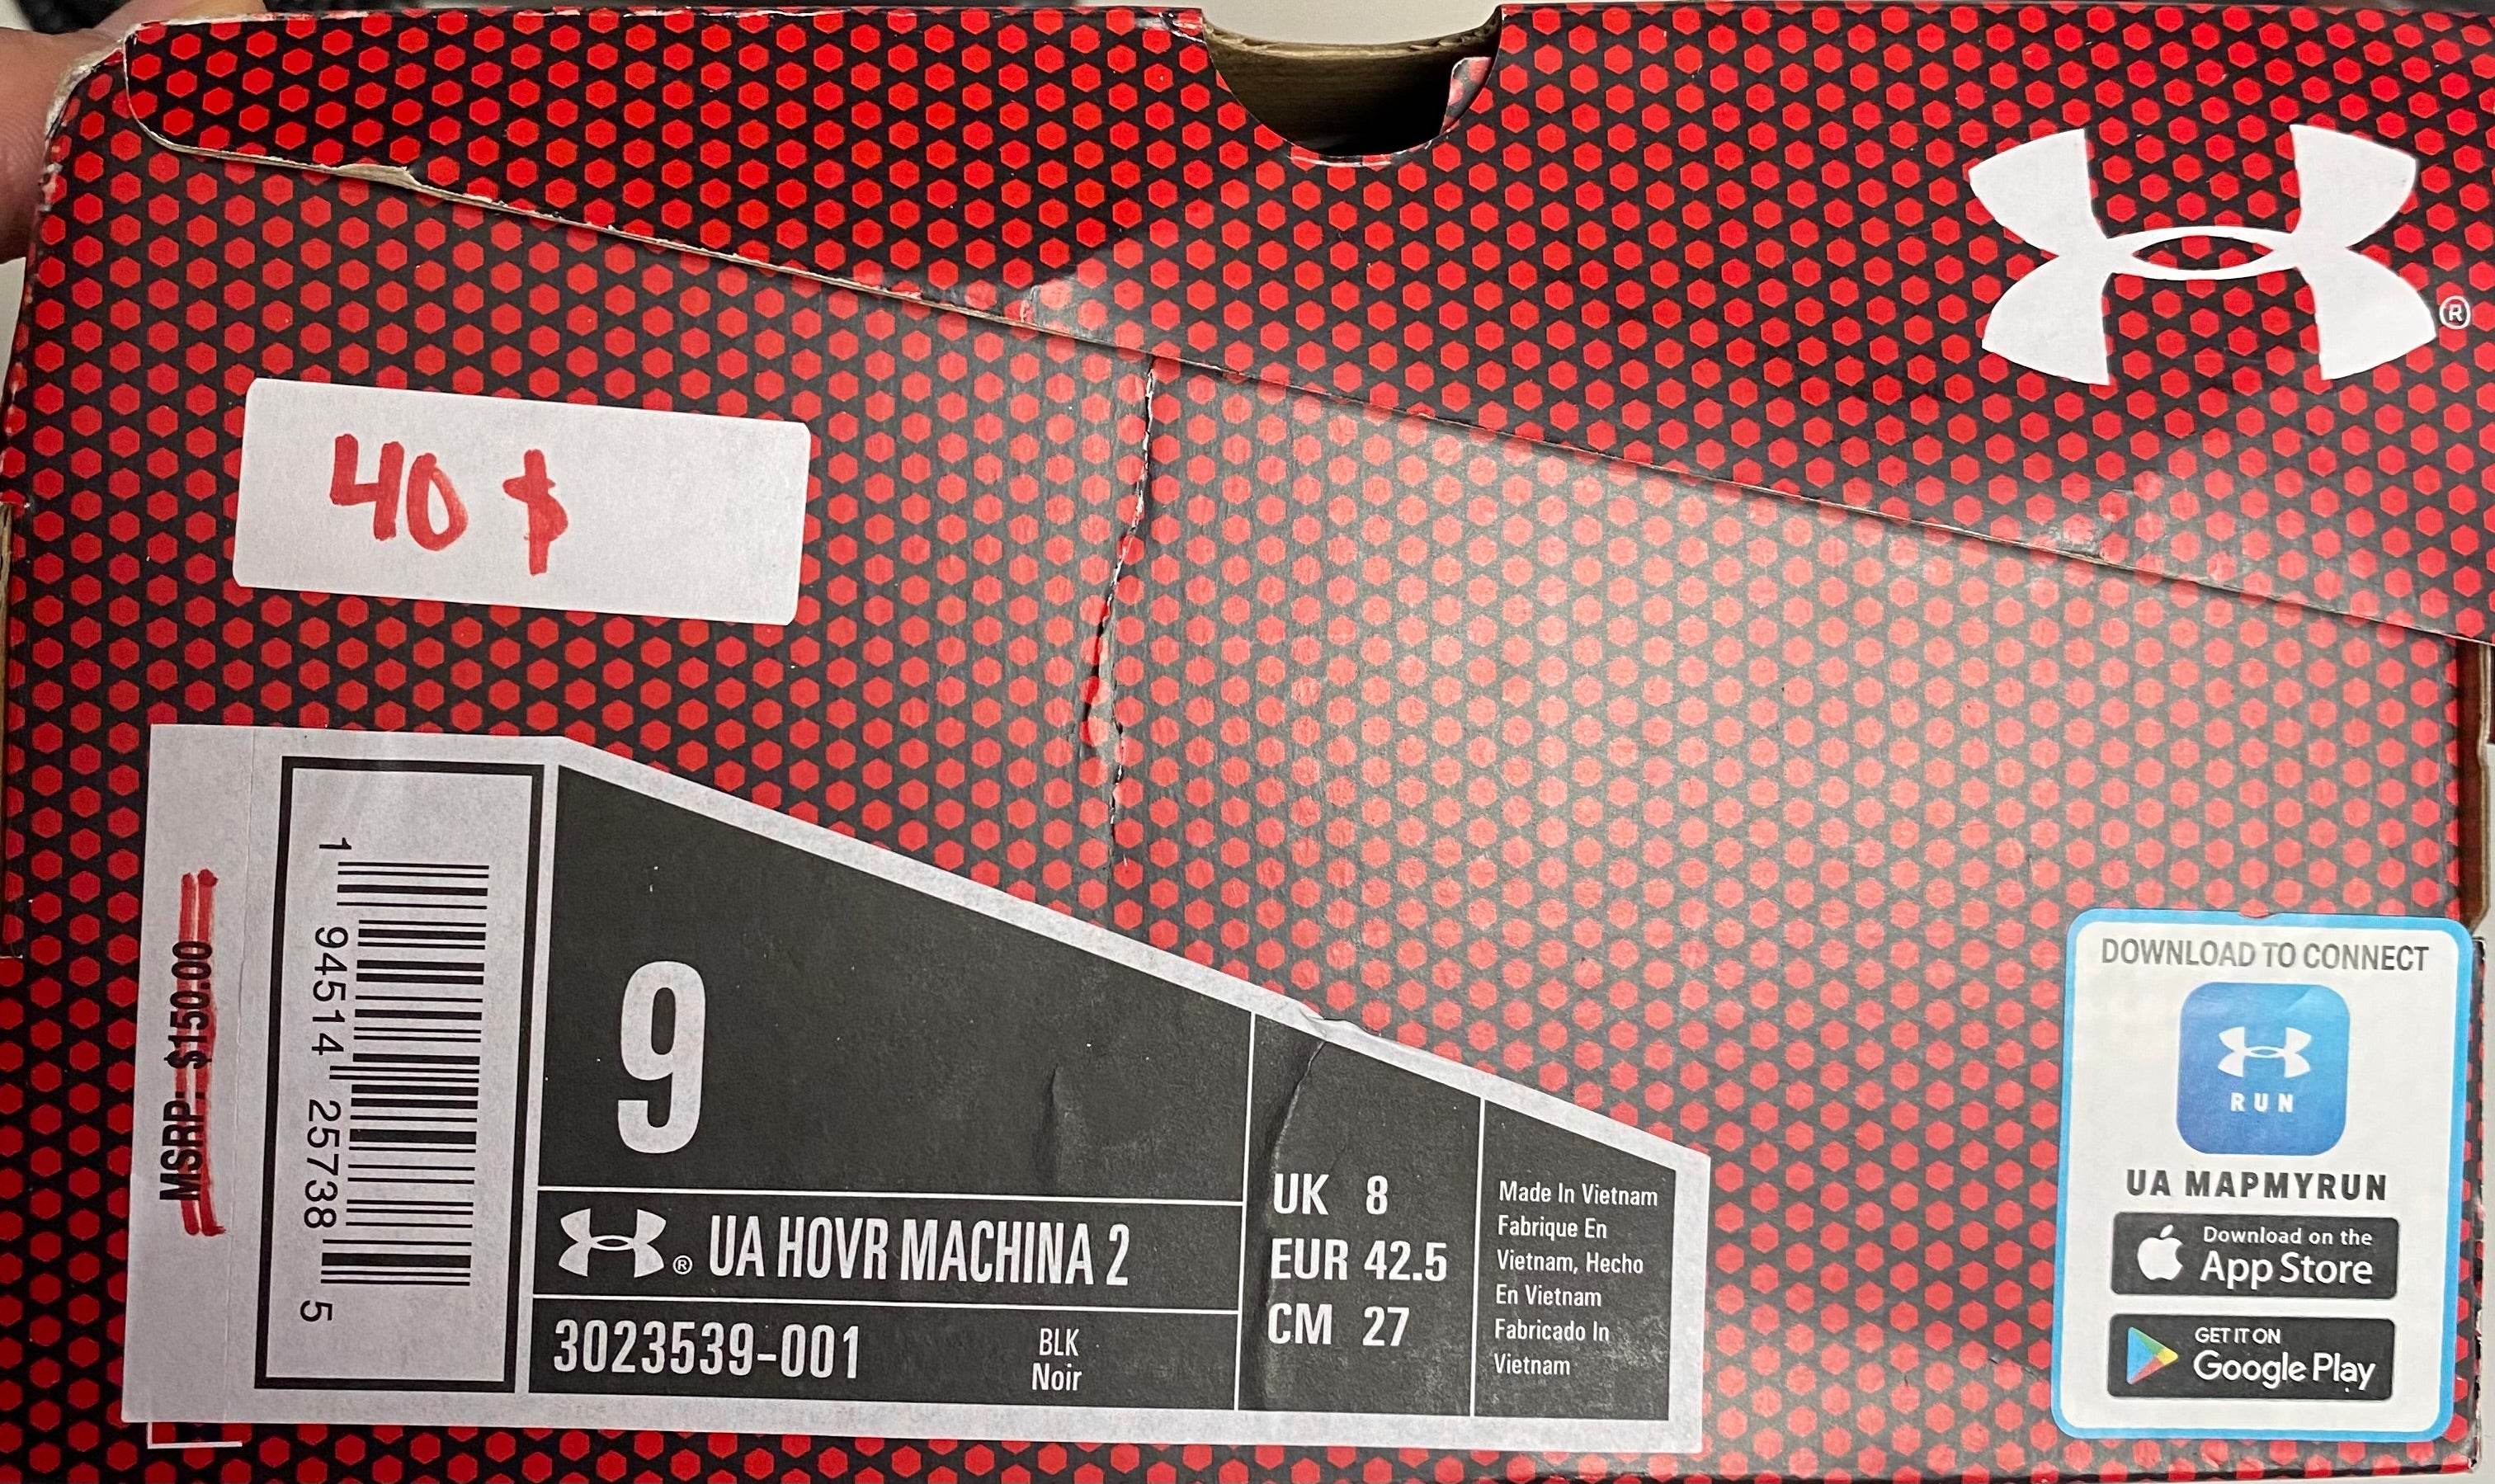 ®
40 $
MSRP: $150.00
1 94514 25738 5
9
® UA HOVR MACHINA 2
3023539-001
BLK
Noir
UK 8
EUR 42.5
CM 27
Made In Vietnam
Fabrique En
Vietnam, Hecho
En Vietnam
Fabricado In
Vietnam
DOWNLOAD TO CONNECT
RUN
UA MAPMYRUN
Download on the
App Store
GET IT ON
Google Play